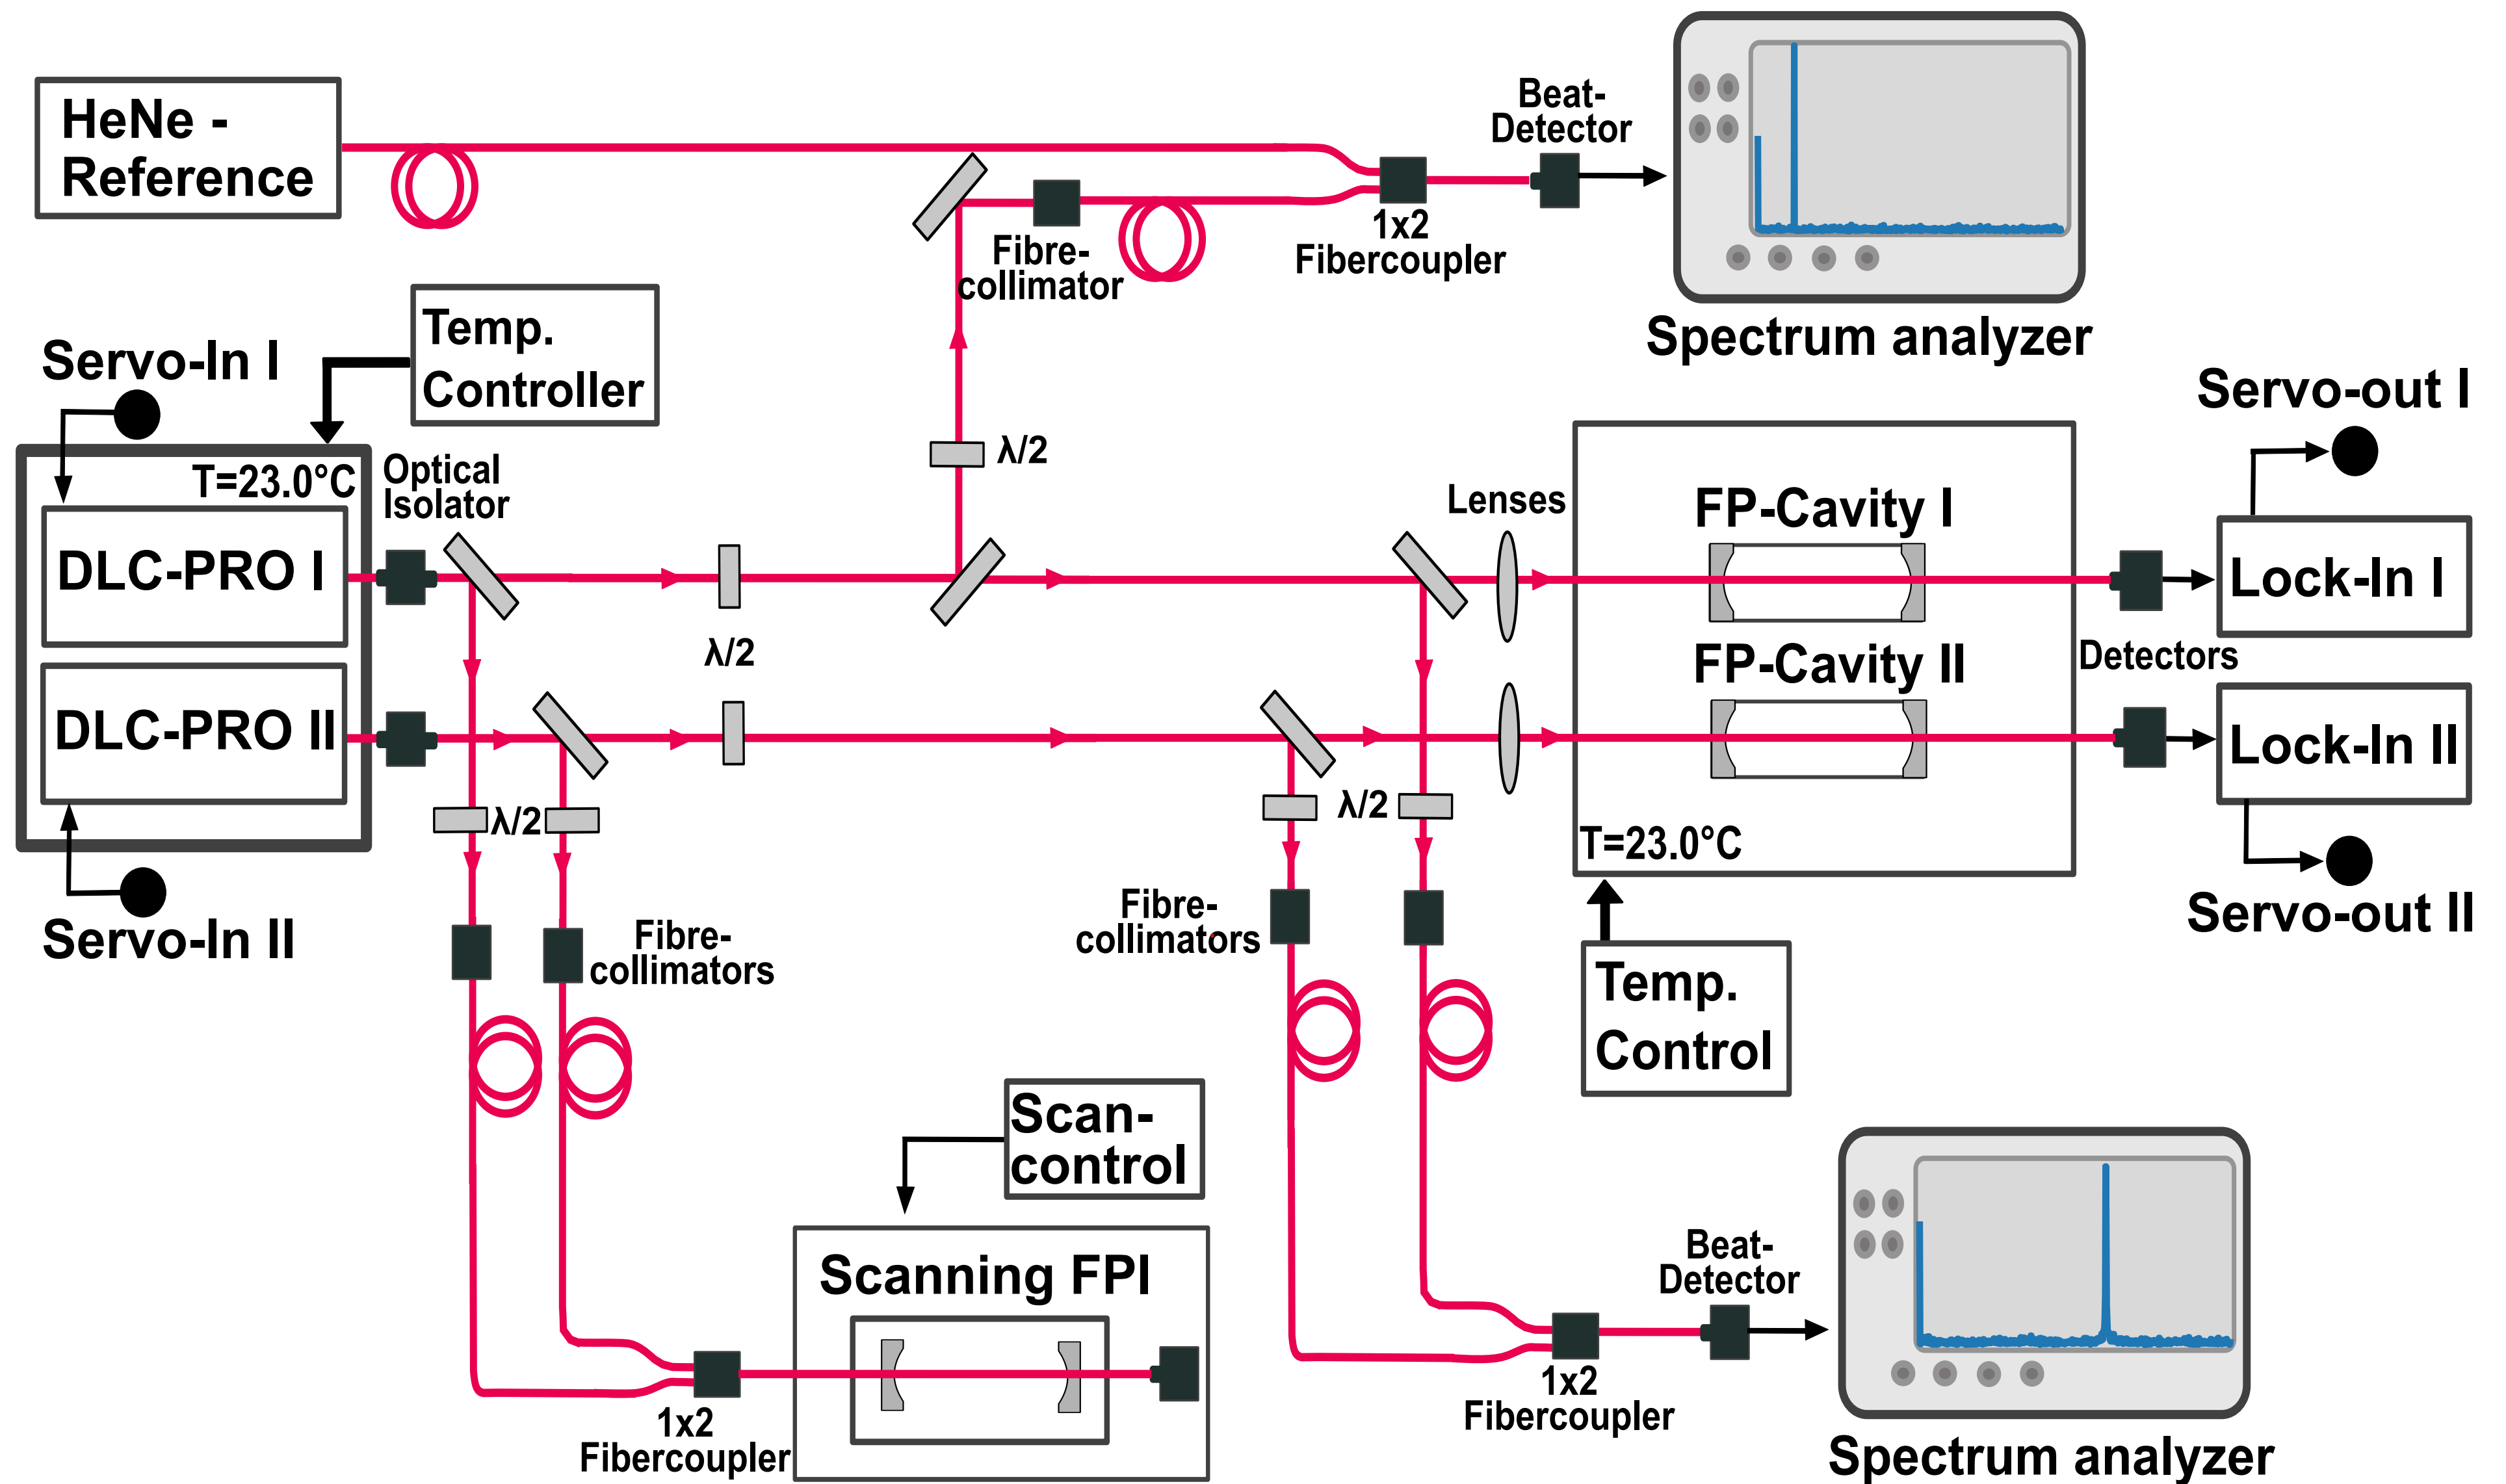 HeNe -
Reference
Beat-
Detector
Fibre-
collimator
1x2
Fibercoupler
Spectrum analyzer
Temp.
Controller
Servo-In I
Servo-out I
T=23.0°C
Optical
Isolator
λ/2
Lenses
FP-Cavity I
DLC-PRO I
Lock-In I
λ/2
FP-Cavity II
Detectors
DLC-PRO II
Lock-In II
λ/2
λ/2
T=23.0°C
Servo-In II
Fibre-
collimators
Fibre-
collimators
Servo-out II
Temp.
Control
Scan-
control
Scanning FPI
Beat-
Detector
1x2
Fibercoupler
1x2
Fibercoupler
Spectrum analyzer